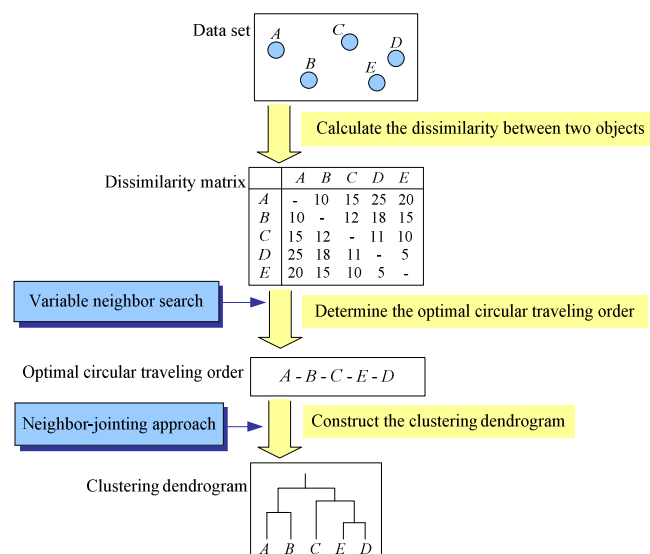 Data set
A
C
D
B
E
Calculate the dissimilarity between two objects
Dissimilarity matrix
A B C D E
A - 10 15 25 20
B 10 - 12 18 15
C 15 12 - 11 10
D 25 18 11 - 5
E 20 15 10 5 -
Variable neighbor search
Determine the optimal circular traveling order
Optimal circular traveling order
A - B - C - E - D
Neighbor-jointing approach
Construct the clustering dendrogram
Clustering dendrogram
A B C E D